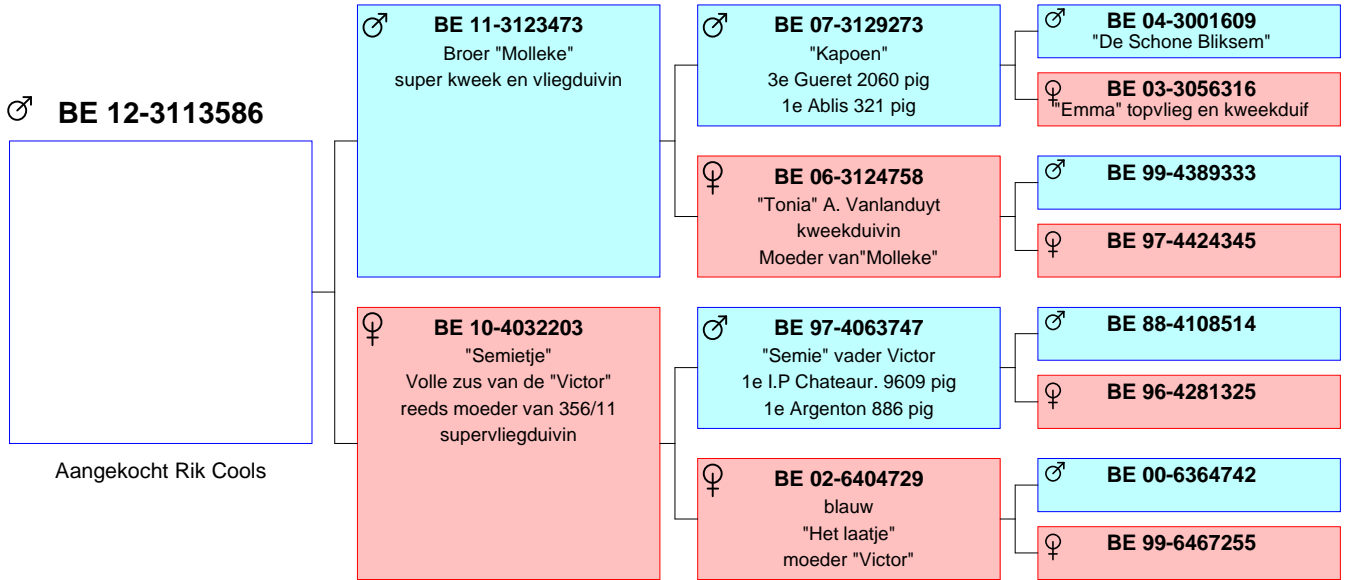 BE 12-3113586
Aangekocht Rik Cools
BE 11-3123473
Broer "Molleke"
super kweek en vliegduivin
BE 10-4032203
"Semietje"
Volle zus van de "Victor"
reeds moeder van 356/11
supervliegduivin
BE 07-3129273
"Kapoen"
3e Gueret 2060 pig
1e Ablis 321 pig
BE 06-3124758
"Tonia" A. Vanlanduyt
kweekduivin
Moeder van"Molleke"
BE 97-4063747
"Semie" vader Victor
1e I.P Chateaur. 9609 pig
1e Argenton 886 pig
BE 02-6404729
blauw
"Het laatje"
moeder "Victor"
BE 04-3001609
"De Schone Bliksem"
BE 03-3056316
"Emma" topvlieg en kweekduif
BE 99-4389333
BE 97-4424345
BE 88-4108514
BE 96-4281325
BE 00-6364742
BE 99-6467255